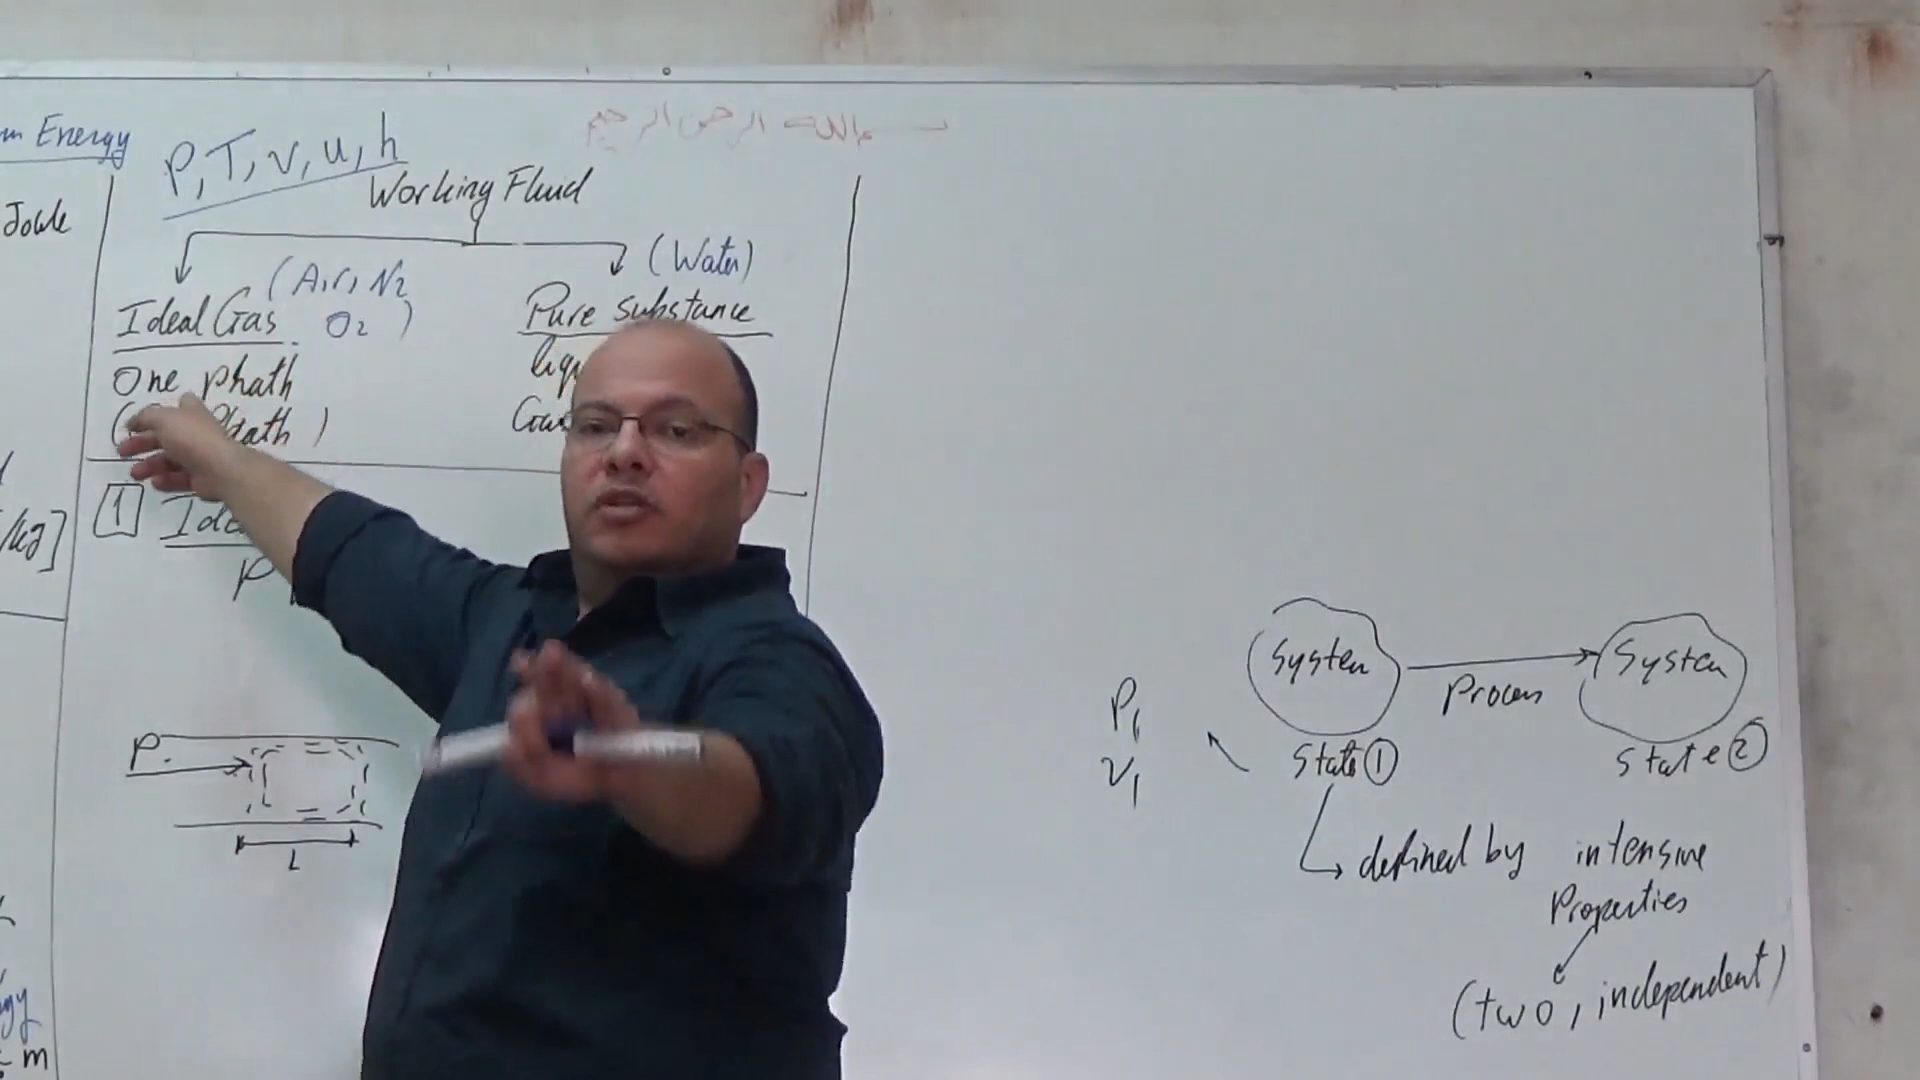 بسم الله الرحمن الرحيم
Energy
Joule
/kg]
m
P, T, v, u, h
Working Fluid
(Air, N2
O2 )
(Water)
Ideal Gas
Pure substance
One phath
phath )
1
P
P.
L
System
Process
System
State 1
State 2
P1
v1
defined by intensive
Properties
(two, independent)